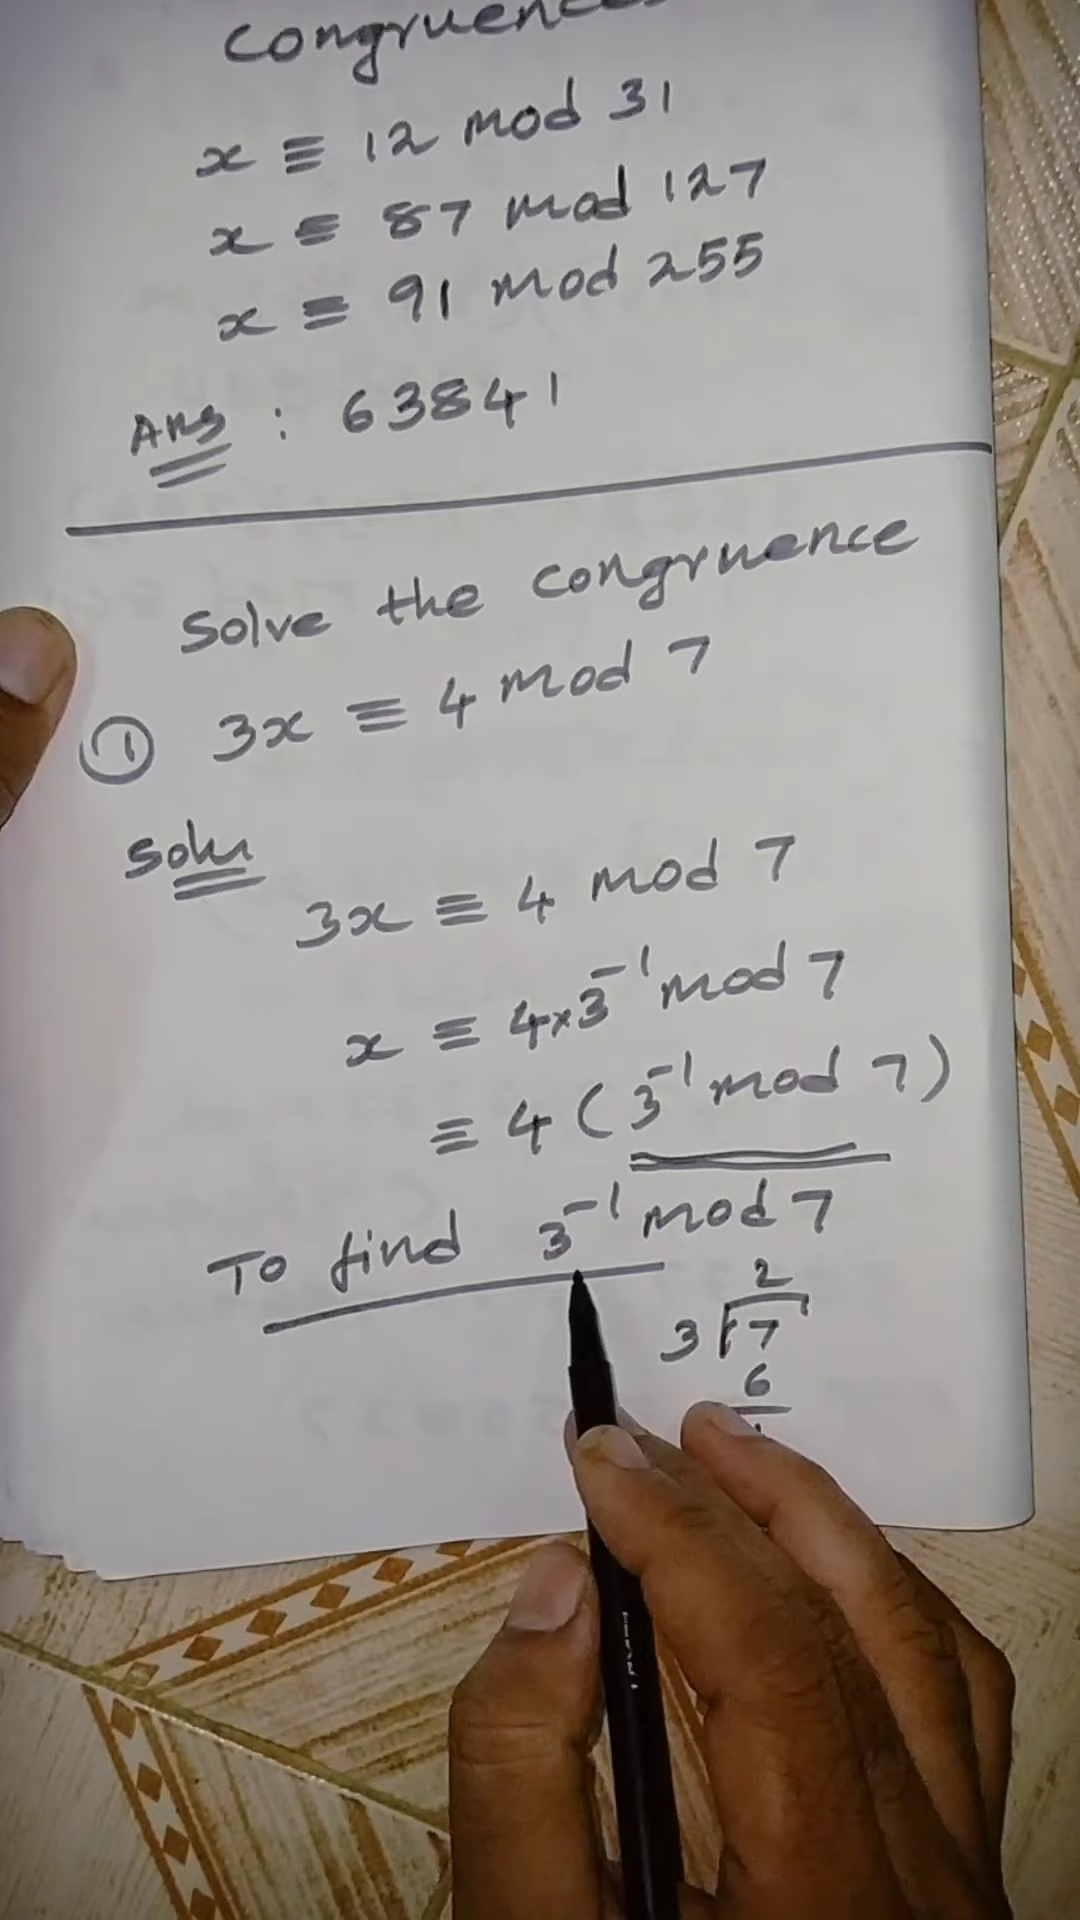 Congruences
x ≡ 12 mod 31
x ≡ 87 mod 127
x ≡ 91 mod 255
Ans : 63841
Solve the congruence
① 3x ≡ 4 mod 7
Soln
3x ≡ 4 mod 7
x ≡ 4×3⁻¹ mod 7
≡ 4 (3⁻¹ mod 7)
To find 3⁻¹ mod 7
2
3 7
6